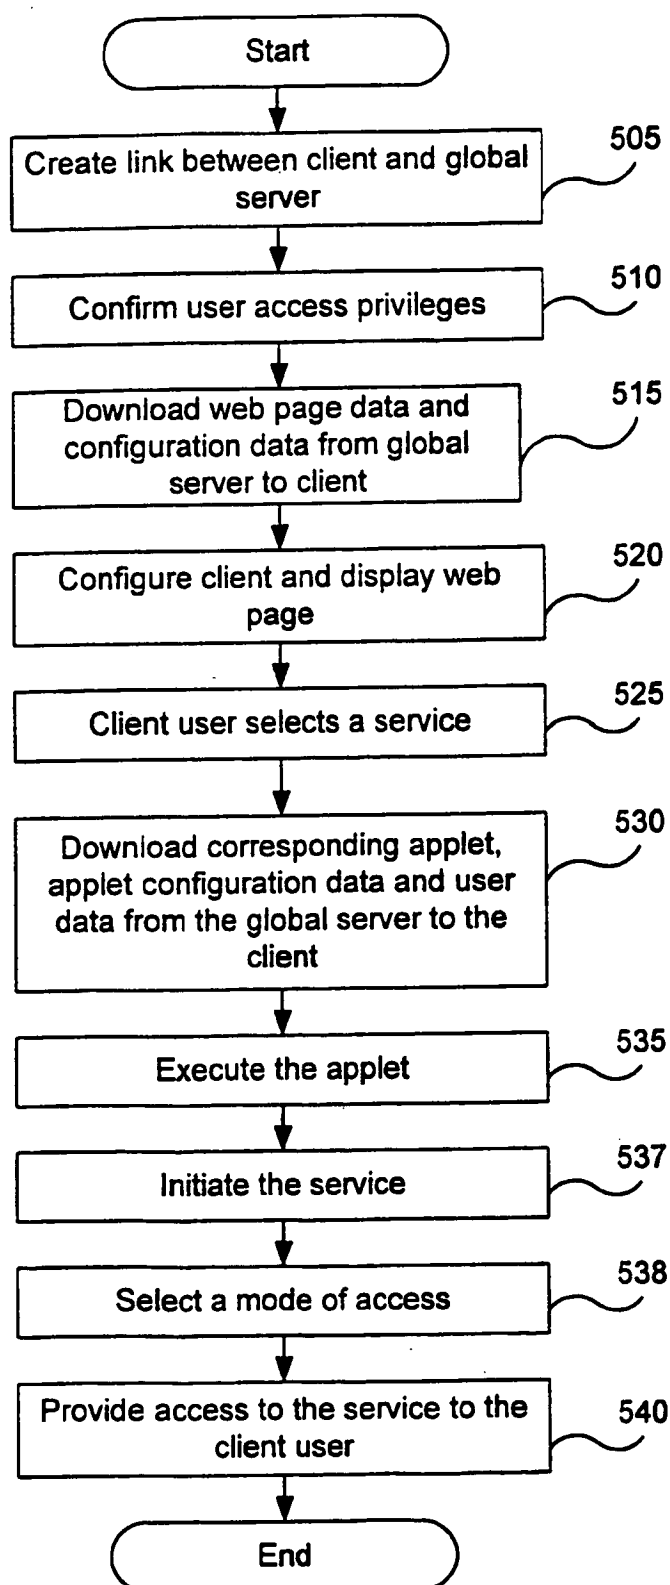 Start
Create link between client and global
server
505
Confirm user access privileges
510
Download web page data and
configuration data from global
server to client
515
Configure client and display web
page
520
Client user selects a service
525
Download corresponding applet,
applet configuration data and user
data from the global server to the
client
530
Execute the applet
535
Initiate the service
537
Select a mode of access
538
Provide access to the service to the
client user
540
End